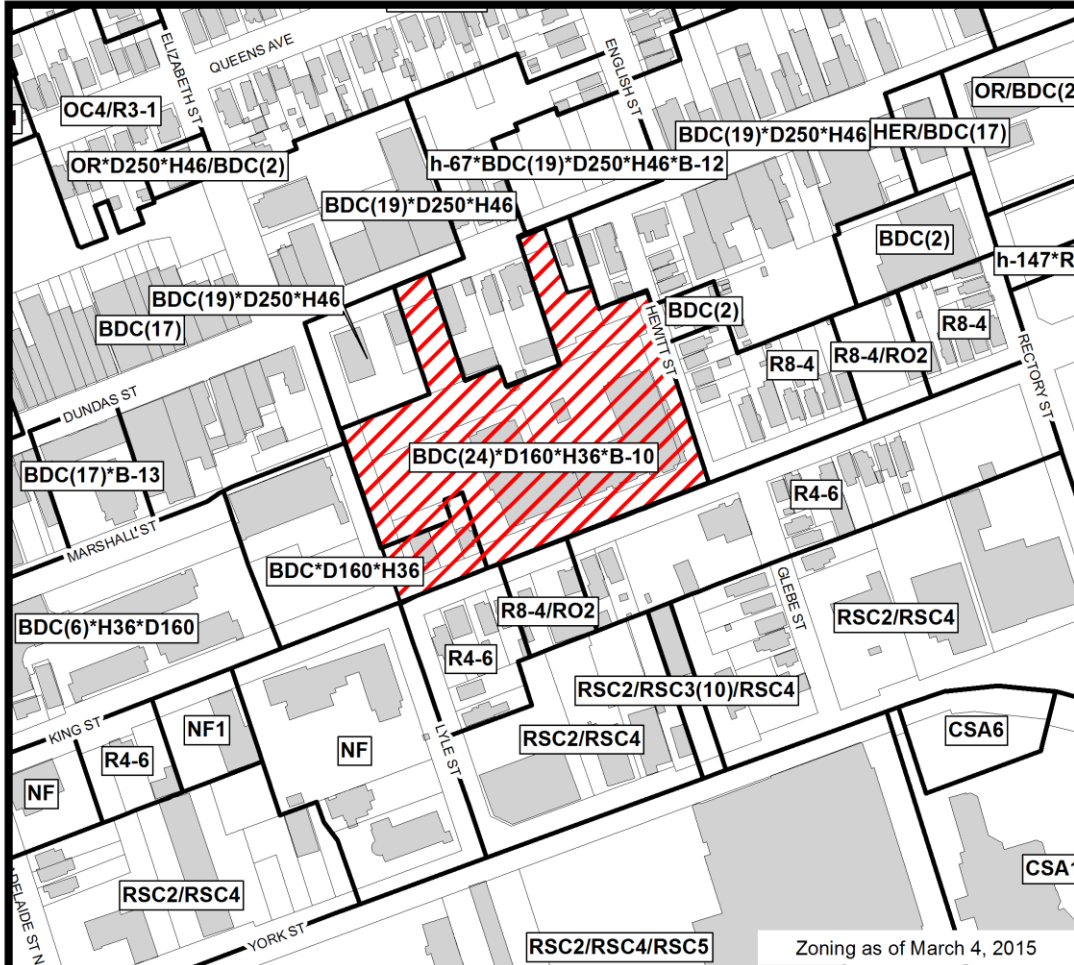 ELIZABETH ST
QUEENS AVE
ENGLISH ST
OC4/R3-1
OR/BDC(2
BDC(19)*D250*H46
HER/BDC(17)
OR*D250*H46/BDC(2)
h-67*BDC(19)*D250*H46*B-12
BDC(19)*D250*H46
BDC(2)
h-147*R
BDC(19)*D250*H46
BDC(17)
HEWITT ST
BDC(2)
R8-4
R8-4/RO2
R8-4
RECTORY ST
DUNDAS ST
BDC(17)*B-13
BDC(24)*D160*H36*B-10
R4-6
MARSHALL ST
BDC*D160*H36
GLEBE ST
BDC(6)*H36*D160
R8-4/RO2
RSC2/RSC4
R4-6
RSC2/RSC3(10)/RSC4
KING ST
NF1
NF
LYLE ST
RSC2/RSC4
CSA6
R4-6
NF
ADELAIDE ST N
RSC2/RSC4
CSA1
YORK ST
RSC2/RSC4/RSC5
Zoning as of March 4, 2015